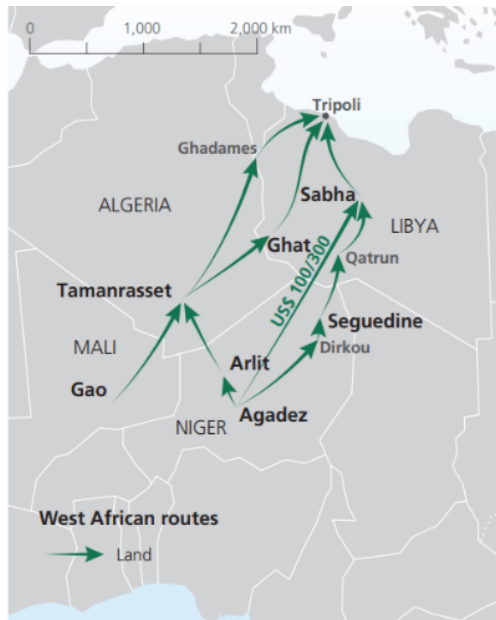 0 1,000 2,000 km
Tripoli
Ghadames
ALGERIA
Sabha
LIBYA
Ghat
US$ 100/300
Qatrun
Tamanrasset
Seguedine
MALI
Dirkou
Arlit
Gao
Agadez
NIGER
West African routes
Land